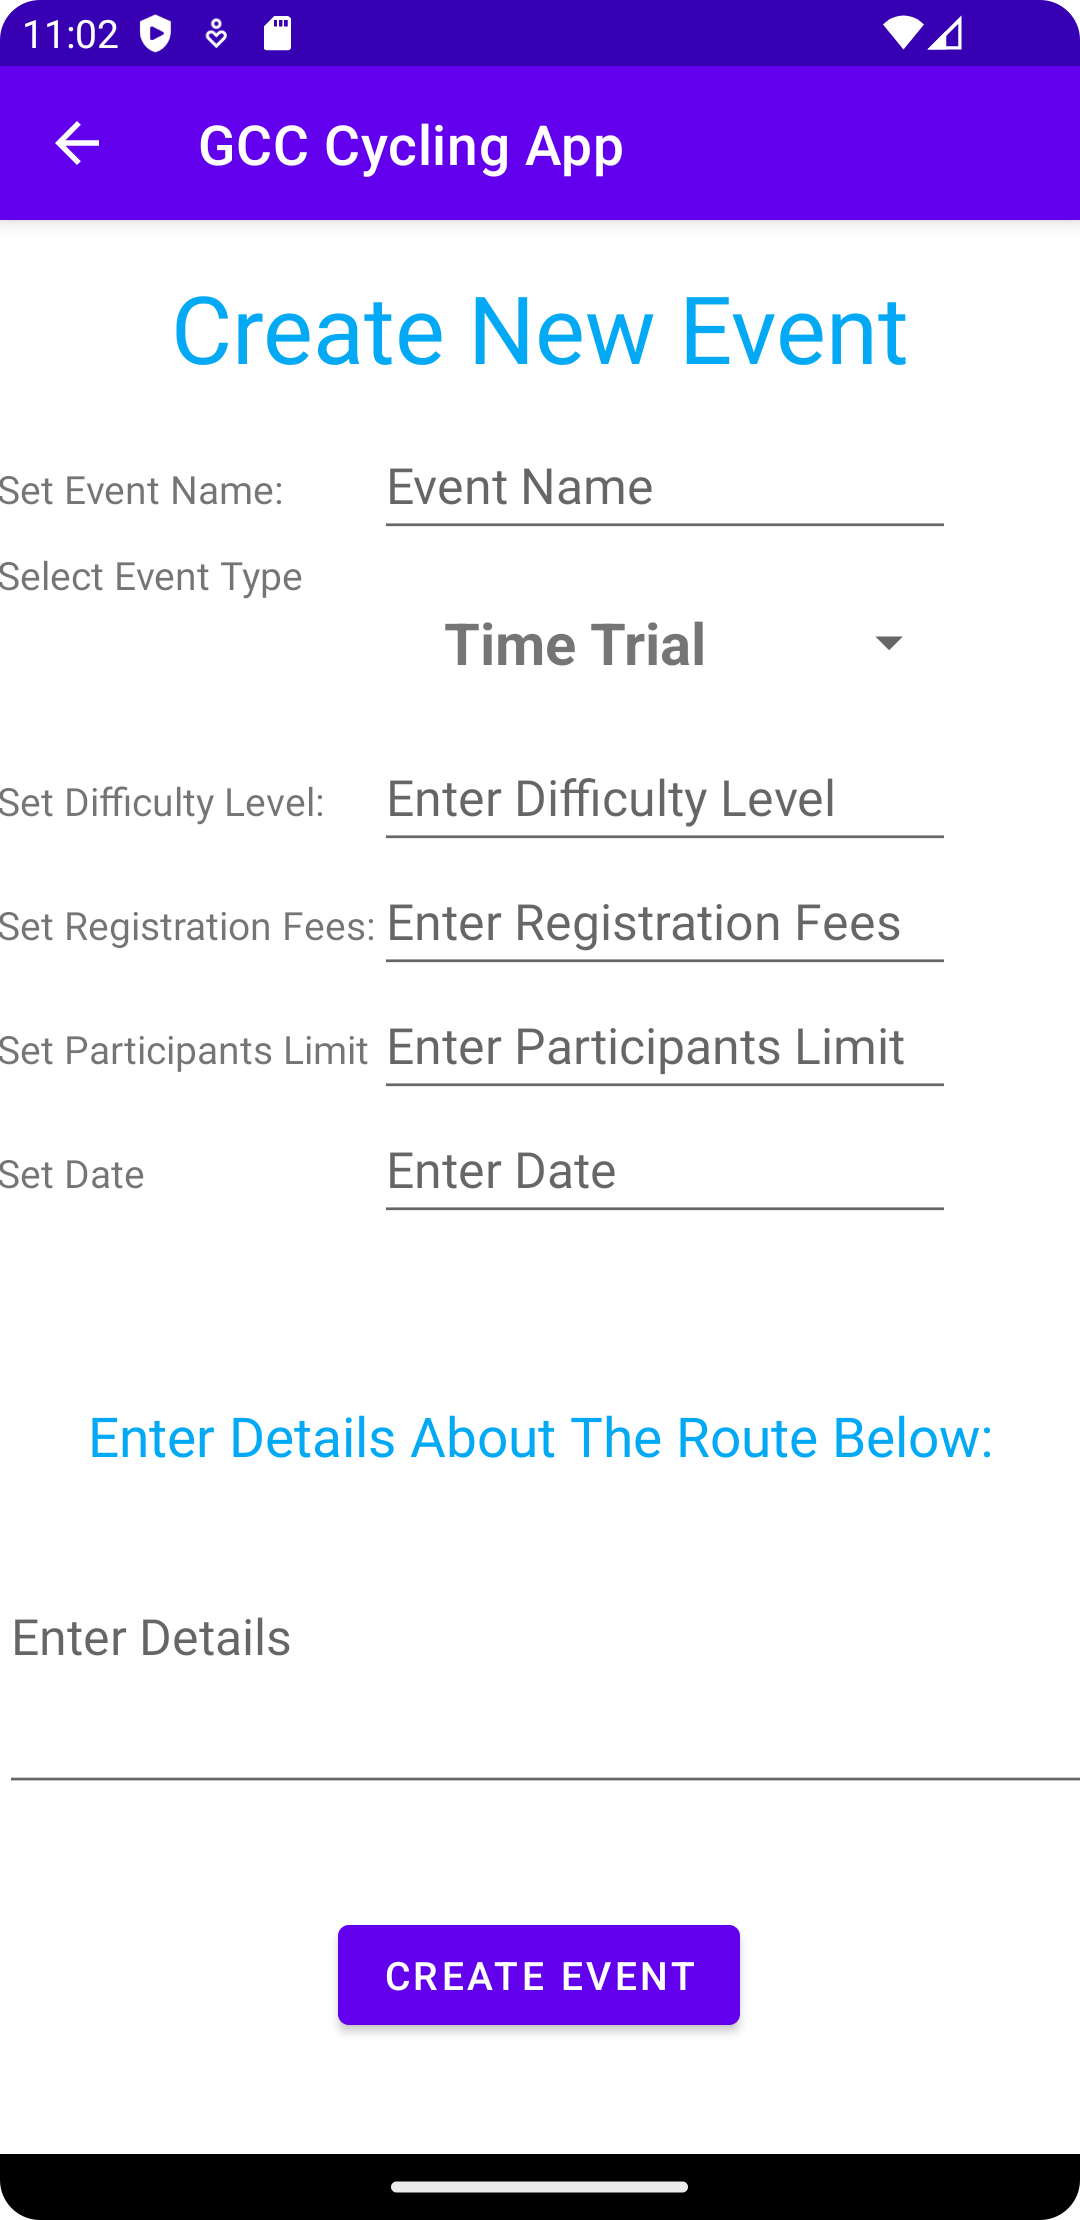 11:02
GCC Cycling App
Create New Event
Set Event Name: Event Name
Select Event Type
Time Trial
Set Difficulty Level: Enter Difficulty Level
Set Registration Fees: Enter Registration Fees
Set Participants Limit Enter Participants Limit
Set Date Enter Date
Enter Details About The Route Below:
Enter Details
CREATE EVENT